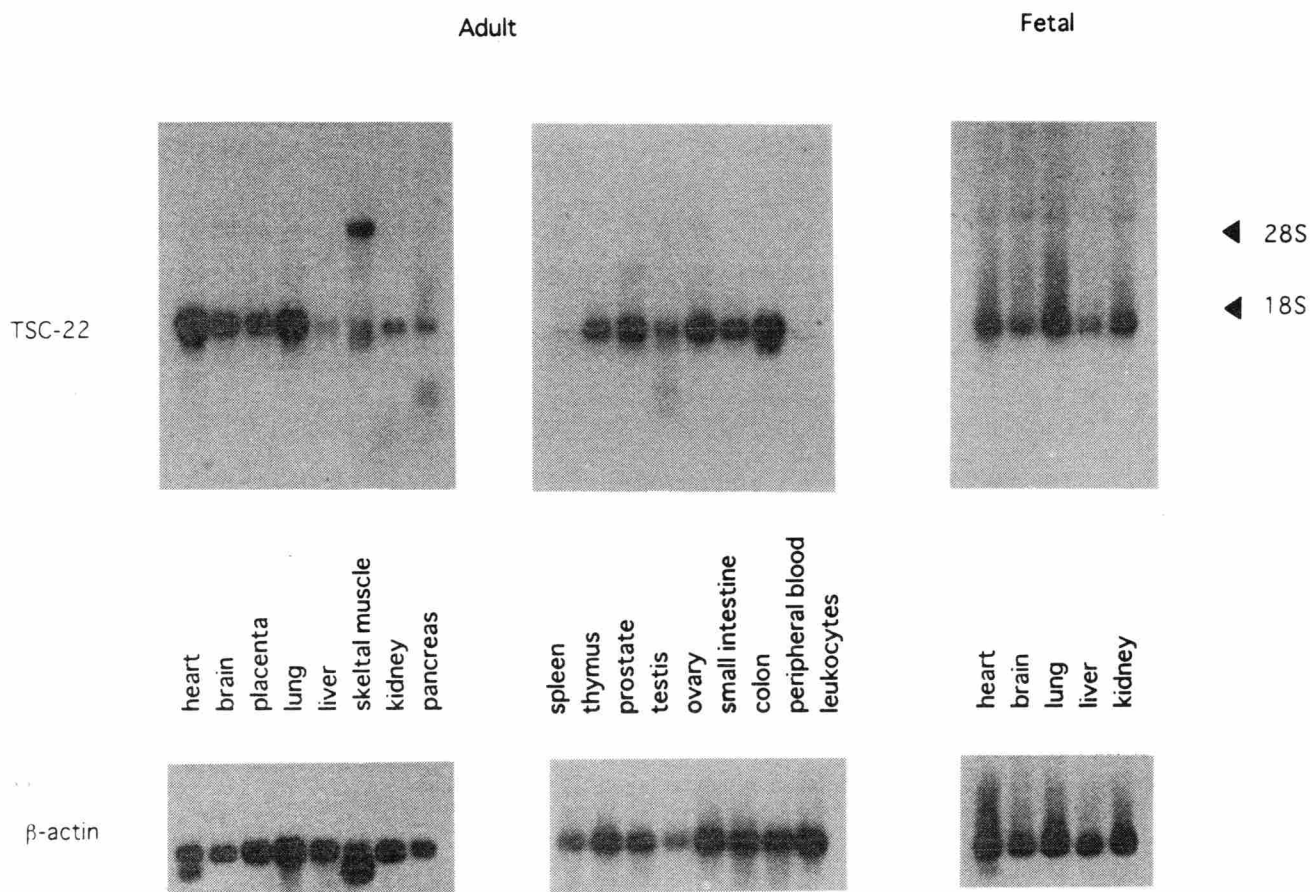 Adult
Fetal
TSC-22
28S
18S
heart
brain
placenta
lung
liver
skeltal muscle
kidney
pancreas
spleen
thymus
prostate
testis
ovary
small intestine
colon
peripheral blood
leukocytes
heart
brain
lung
liver
kidney
β-actin